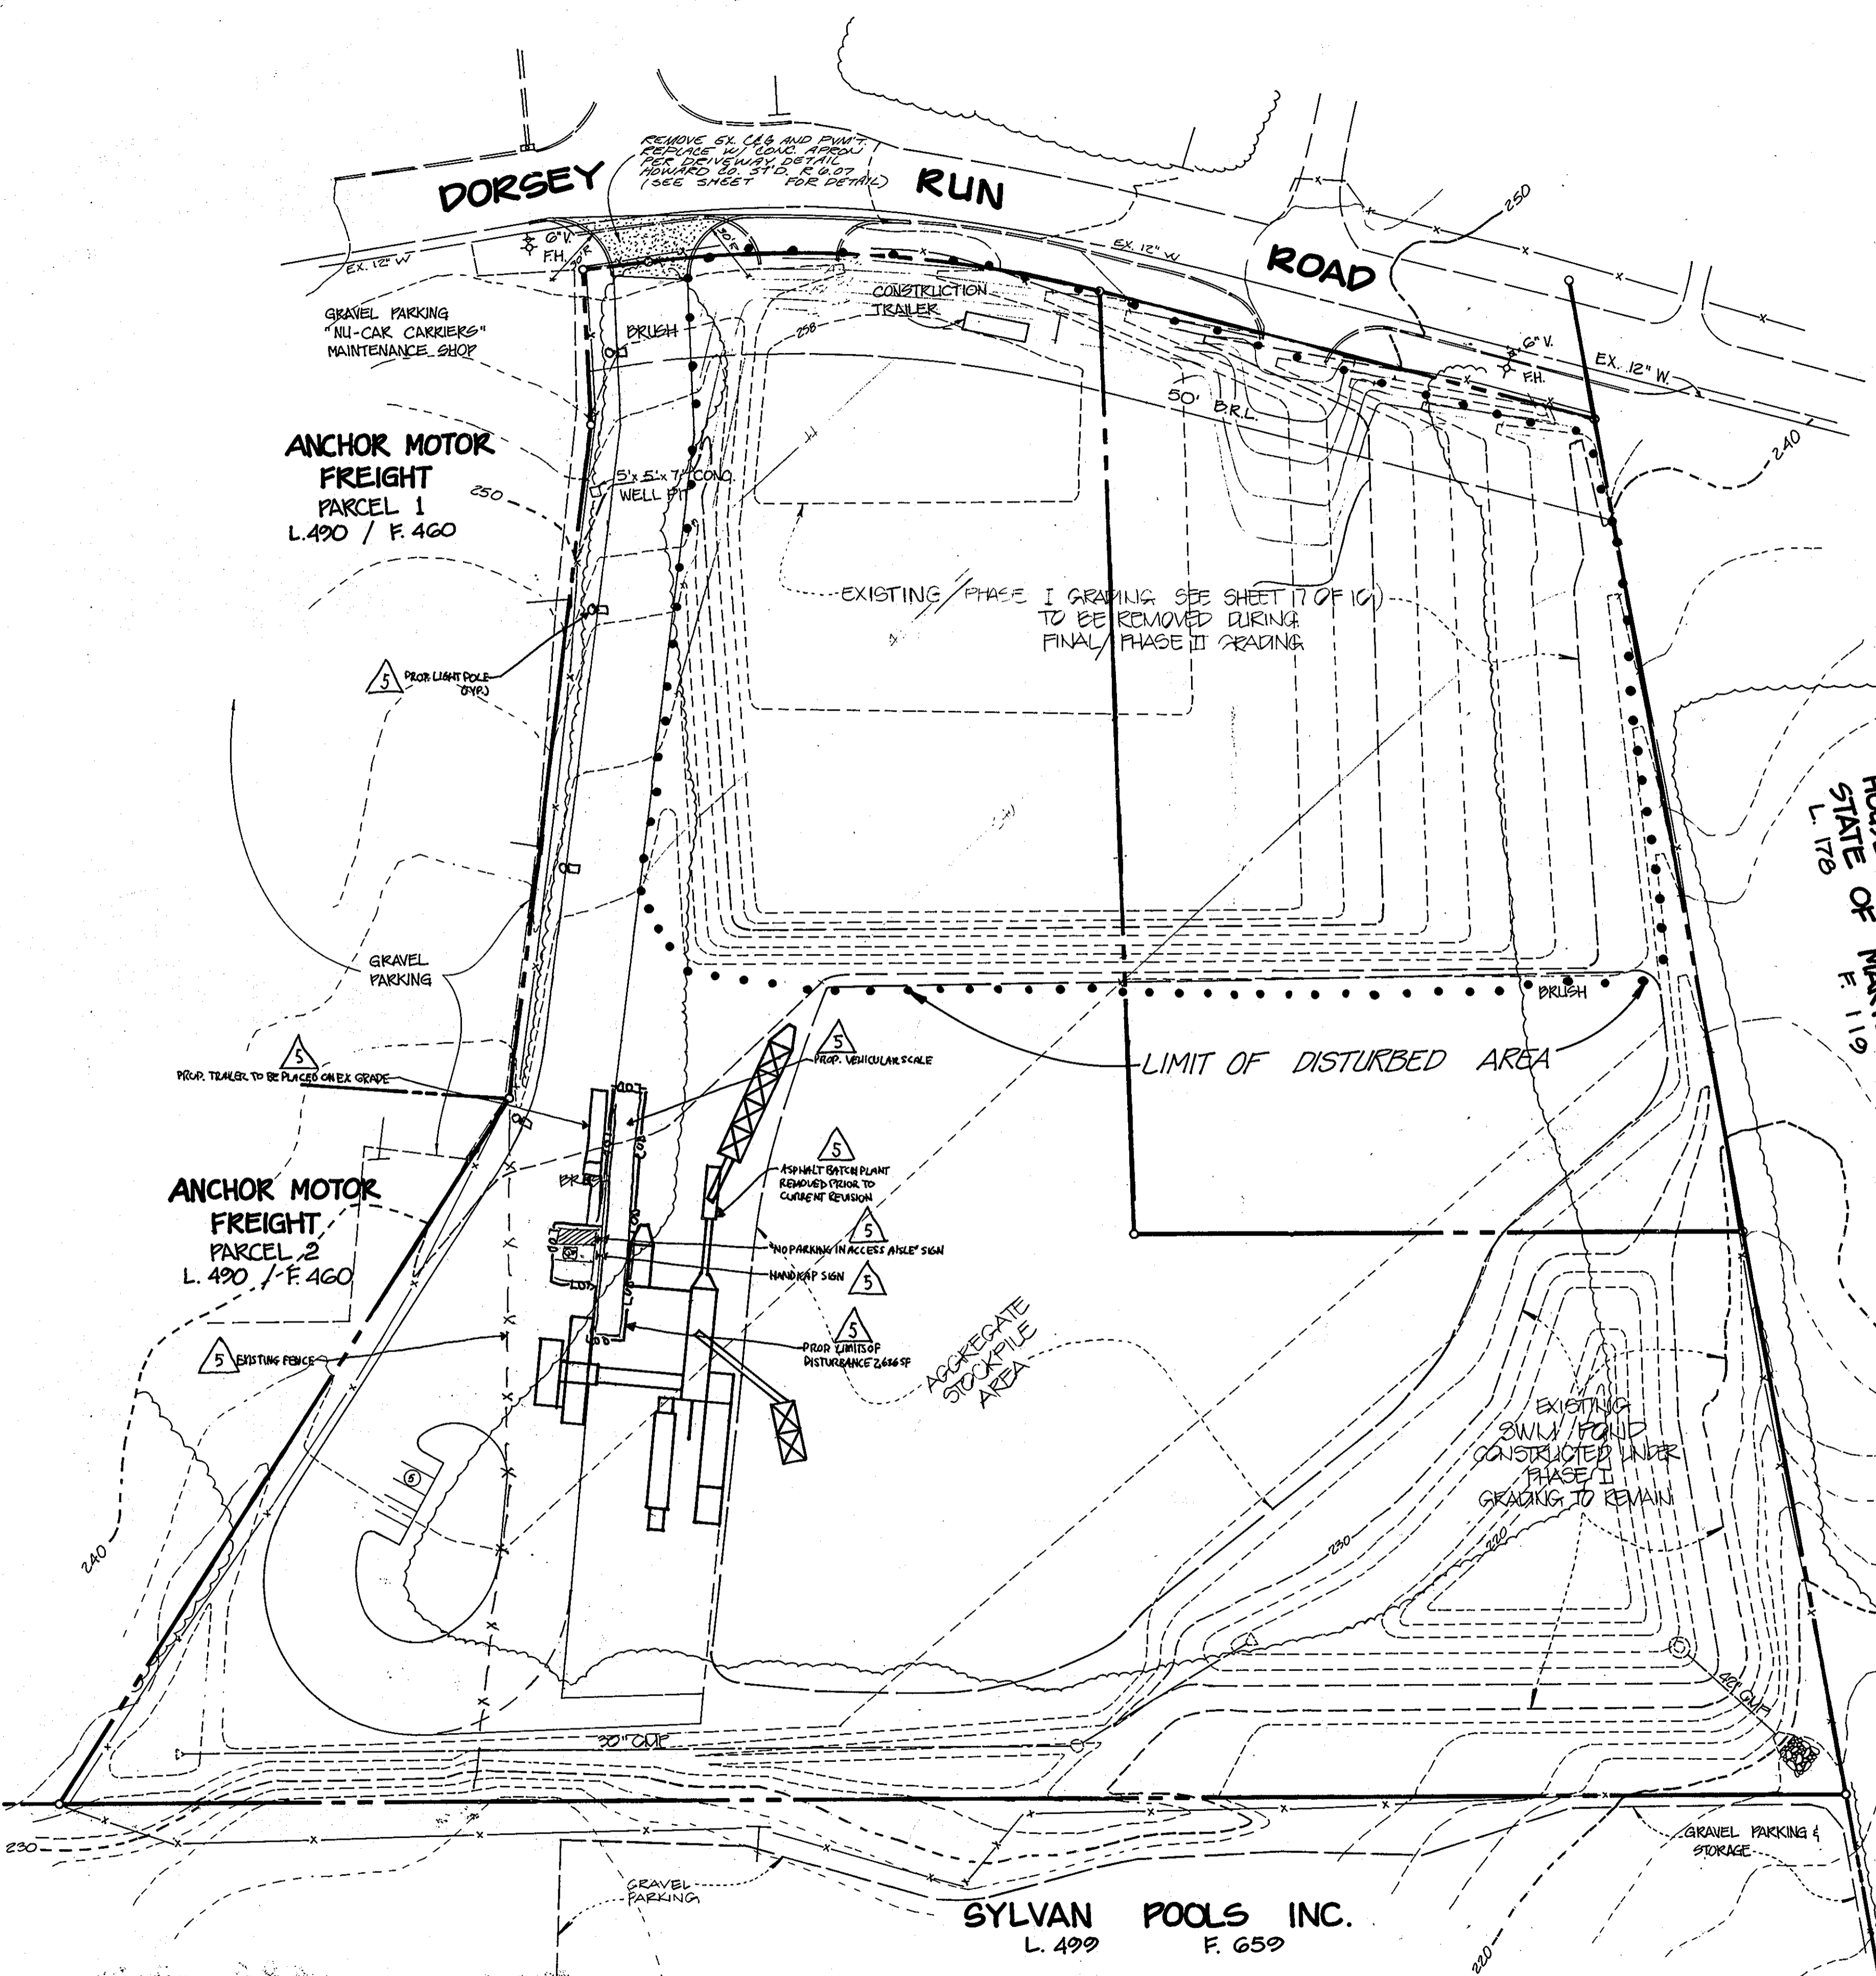 REMOVE EX. C&G AND PVM'T.
REPLACE W/ CONC. APRON
PER DRIVEWAY DETAIL
HOWARD CO. ST'D. R 6.07
(SEE SHEET FOR DETAIL)
DORSEY RUN ROAD
250
6" V.
F.H.
30' R
30' R
EX. 12" W
EX. 12" W
CONSTRUCTION
TRAILER
GRAVEL PARKING
"NU-CAR CARRIERS"
MAINTENANCE SHOP
BRUSH
258
6" V.
F.H.
EX. 12" W.
50' B.R.L.
240
ANCHOR MOTOR
FREIGHT
PARCEL 1
L.490 / F. 460
250
5' x 5' x 7' CONC.
WELL PIT
EXISTING/PHASE I GRADING SEE SHEET 17 OF 16)
TO BE REMOVED DURING
FINAL/PHASE II GRADING
5
PROP. LIGHT POLE
(TYP.)
STATE OF
L. 178 F. 119
GRAVEL
PARKING
BRUSH
5
PROP. TRAILER TO BE PLACED ON EX GRADE
5
PROP. VEHICULAR SCALE
LIMIT OF DISTURBED AREA
LOD
5
ASPHALT BATCH PLANT
REMOVED PRIOR TO
CURRENT REVISION
ANCHOR MOTOR
FREIGHT
PARCEL 2
L. 490 / F. 460
5
"NO PARKING IN ACCESS AISLE" SIGN
HANDICAP SIGN
5
LOD
5
PROP LIMITS OF
DISTURBANCE 2,626 SF
5
EXISTING FENCE
LOD
AGGREGATE
STOCKPILE
AREA
EXISTING
SWM POND
CONSTRUCTED UNDER
PHASE I
GRADING TO REMAIN
5
240
230
220
42" CMP
30" CMP
230
GRAVEL
PARKING
GRAVEL PARKING &
STORAGE
SYLVAN POOLS INC.
L. 499 F. 659
220